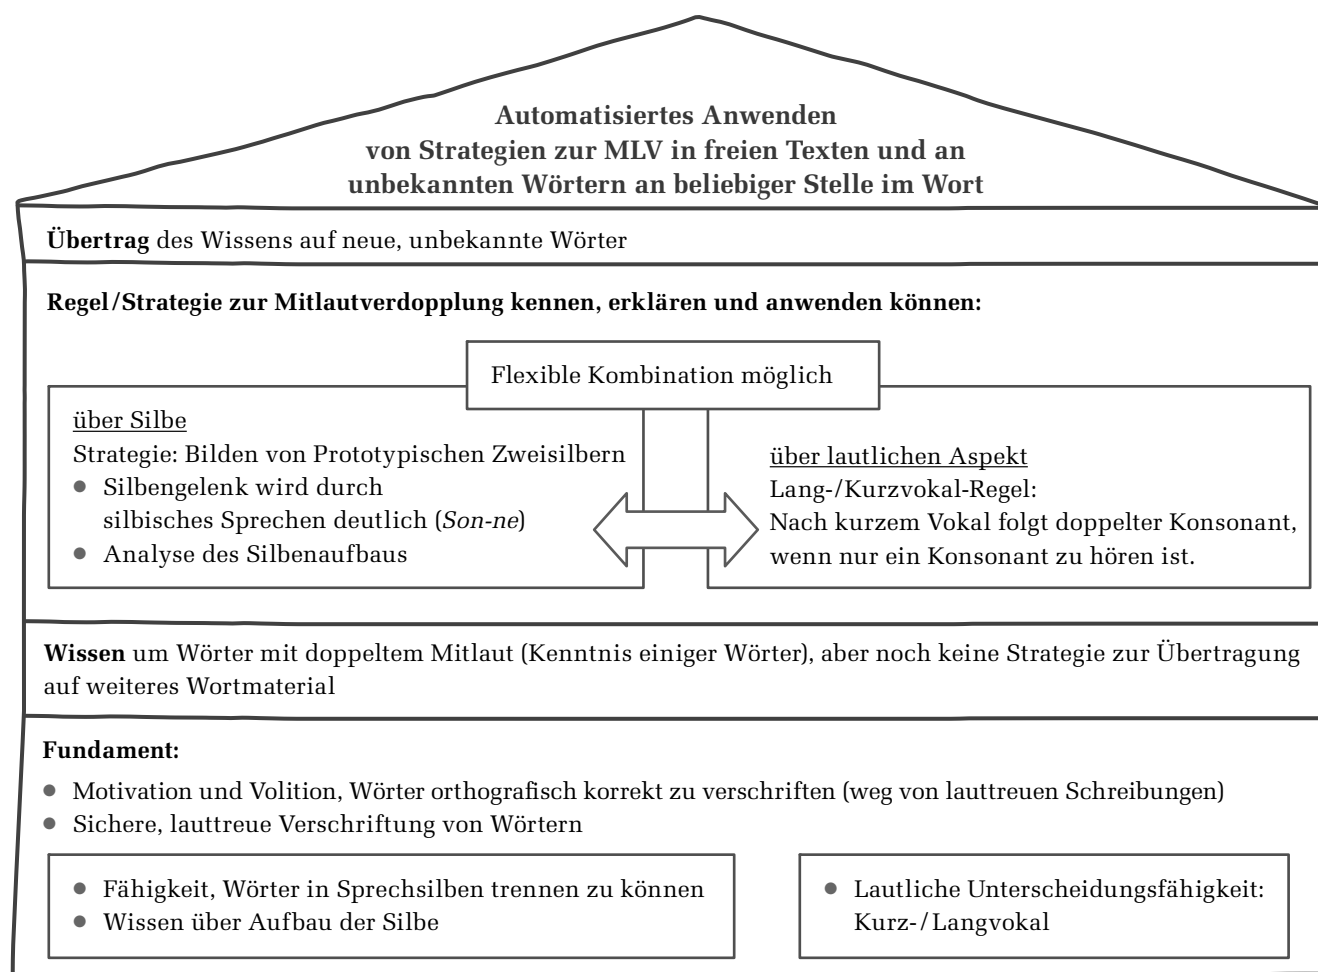 Automatisiertes Anwenden
von Strategien zur MLV in freien Texten und an
unbekannten Wörtern an beliebiger Stelle im Wort
Übertrag des Wissens auf neue, unbekannte Wörter
Regel/Strategie zur Mitlautverdopplung kennen, erklären und anwenden können:
Flexible Kombination möglich
über Silbe
Strategie: Bilden von Prototypischen Zweisilbern
● Silbengelenk wird durch
silbisches Sprechen deutlich (Son-ne)
● Analyse des Silbenaufbaus
über lautlichen Aspekt
Lang-/Kurzvokal-Regel:
Nach kurzem Vokal folgt doppelter Konsonant,
wenn nur ein Konsonant zu hören ist.
Wissen um Wörter mit doppeltem Mitlaut (Kenntnis einiger Wörter), aber noch keine Strategie zur Übertragung
auf weiteres Wortmaterial
Fundament:
● Motivation und Volition, Wörter orthografisch korrekt zu verschriften (weg von lauttreuen Schreibungen)
● Sichere, lauttreue Verschriftung von Wörtern
● Fähigkeit, Wörter in Sprechsilben trennen zu können
● Wissen über Aufbau der Silbe
● Lautliche Unterscheidungsfähigkeit:
Kurz-/Langvokal